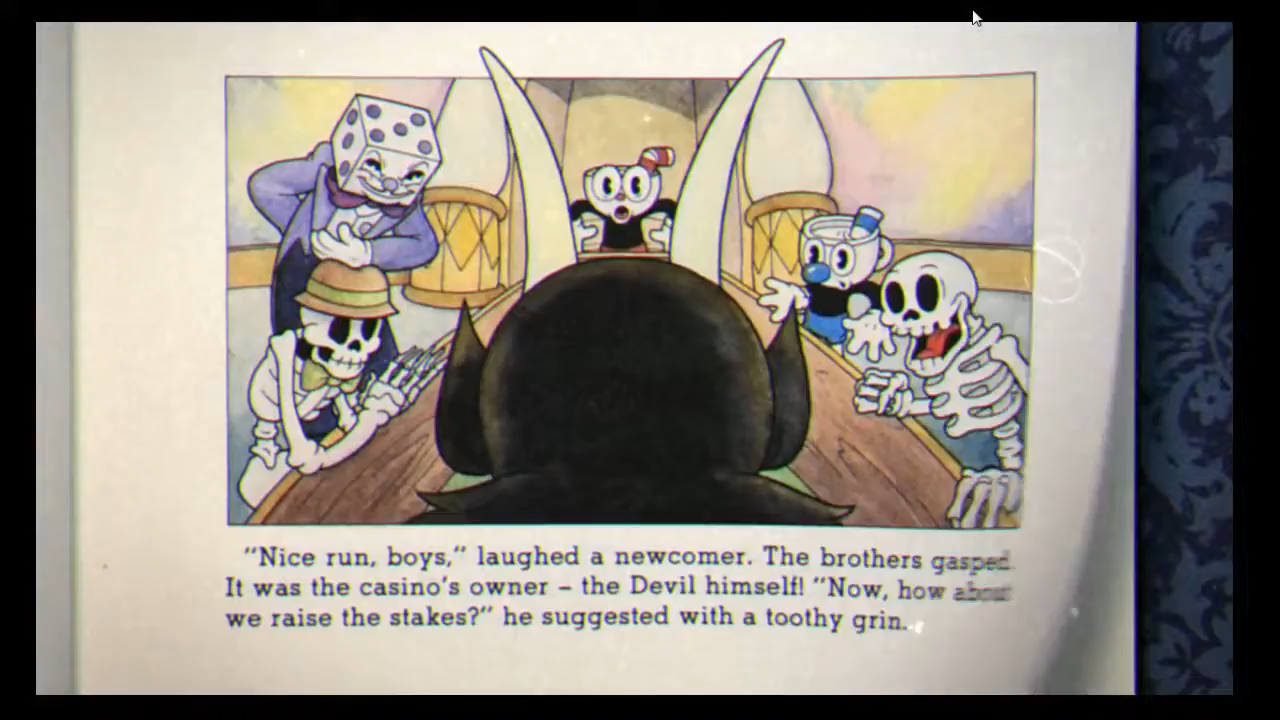 “Nice run, boys,” laughed a newcomer. The brothers gasped.
It was the casino’s owner – the Devil himself! “Now, how about
we raise the stakes?” he suggested with a toothy grin.